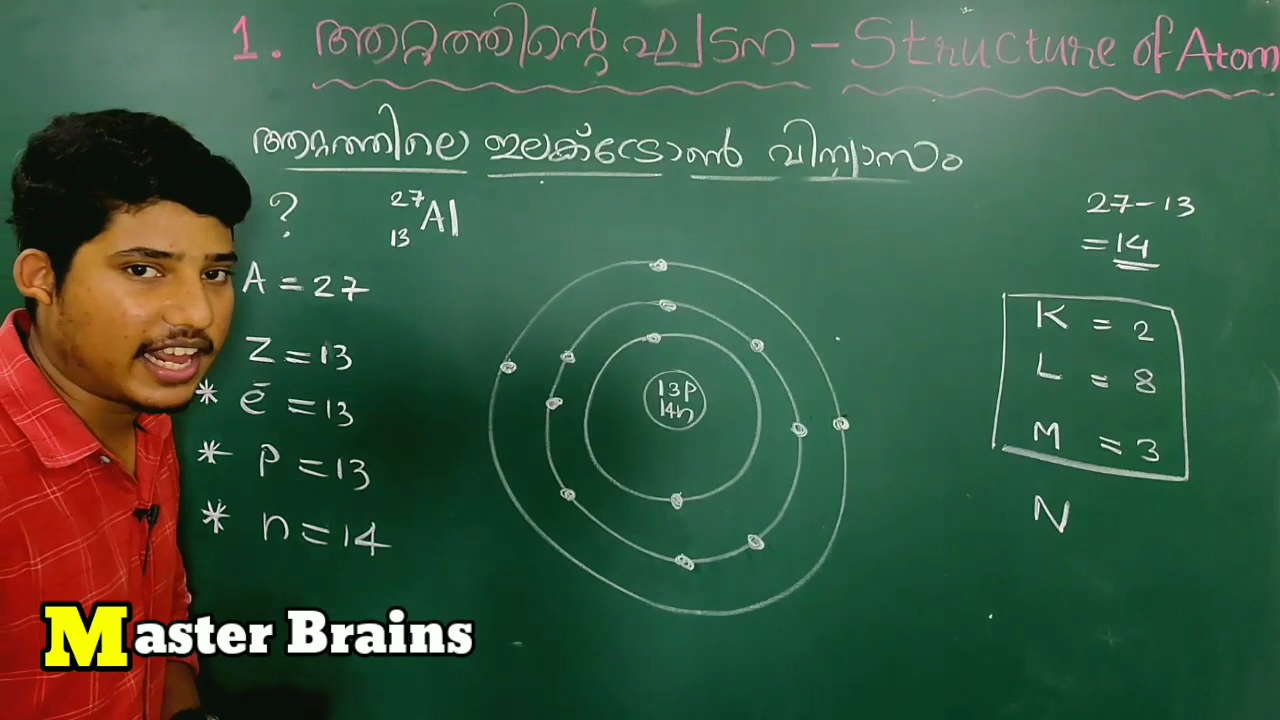 1. ആറ്റത്തിന്റെ ഘടന - Structure of Atom
ആറ്റത്തിലെ ഇലക്ട്രോൺ വിന്യാസം
?
27
13 Al
A = 27
Z = 13
* ē = 13
* P = 13
* n = 14
13P
14n
27-13
= 14
K = 2
L = 8
M = 3
N
Master Brains